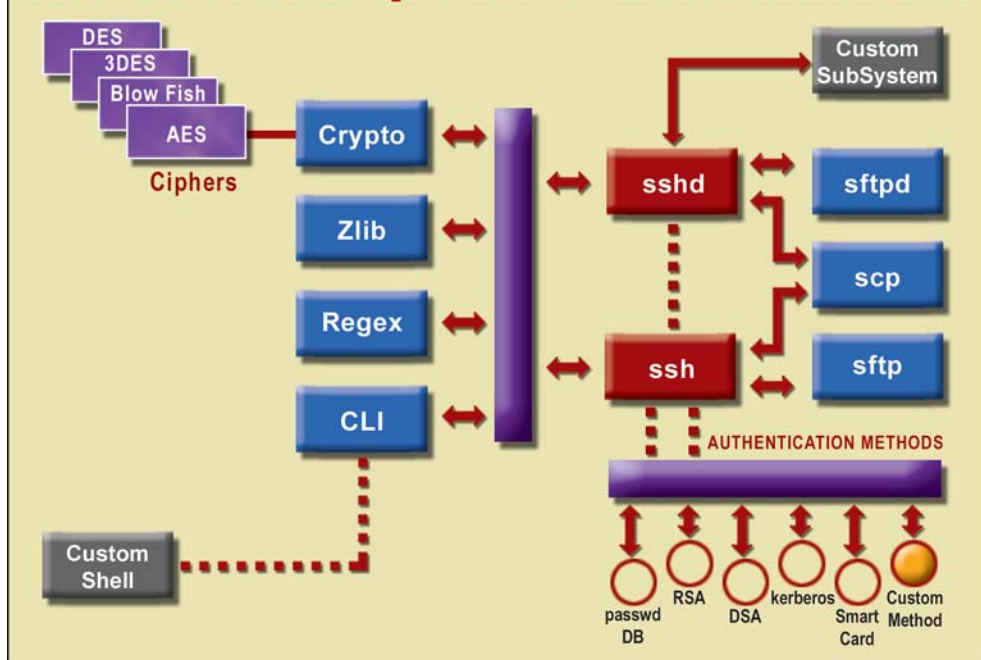 DES
3DES
Blow Fish
AES
Ciphers
Crypto
Zlib
Regex
CLI
Custom
Shell
Custom
SubSystem
sshd
sftpd
scp
ssh
sftp
AUTHENTICATION METHODS
passwd
DB
RSA
DSA
kerberos
Smart
Card
Custom
Method